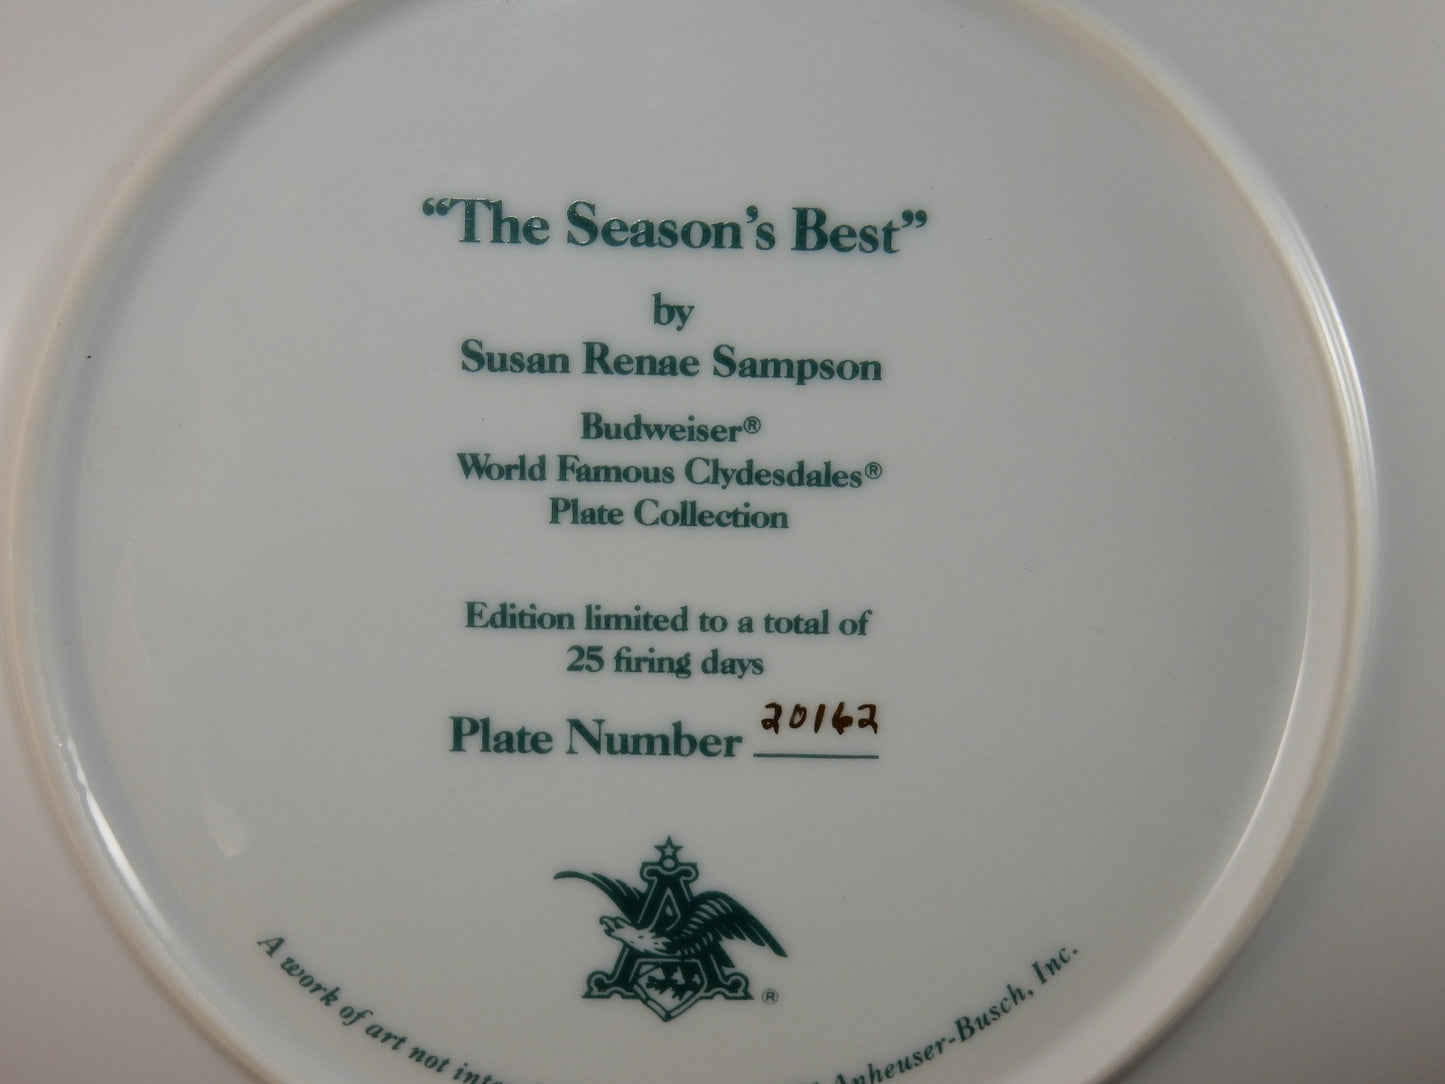 “The Season’s Best”
by
Susan Renae Sampson
Budweiser®
World Famous Clydesdales®
Plate Collection
Edition limited to a total of
25 firing days
Plate Number 20162
A
®
A work of art not
Anheuser-Busch, Inc.